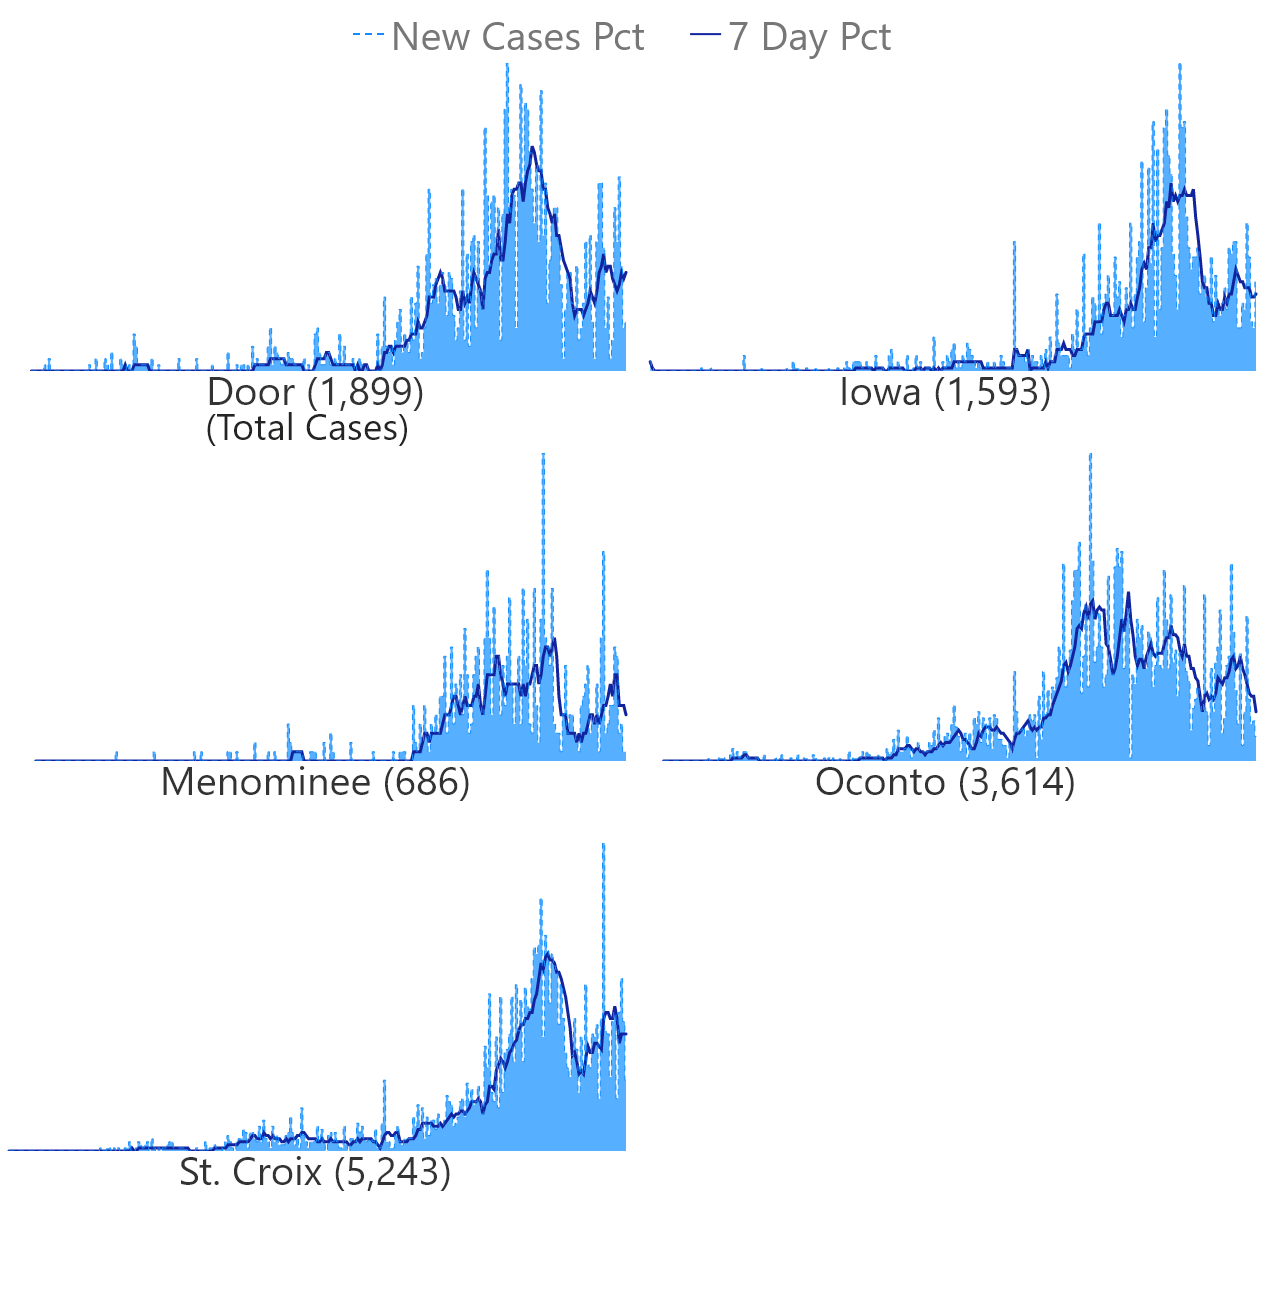 New Cases Pct 7 Day Pct
Door (1,899)
(Total Cases)
Iowa (1,593)
Menominee (686)
Oconto (3,614)
St. Croix (5,243)